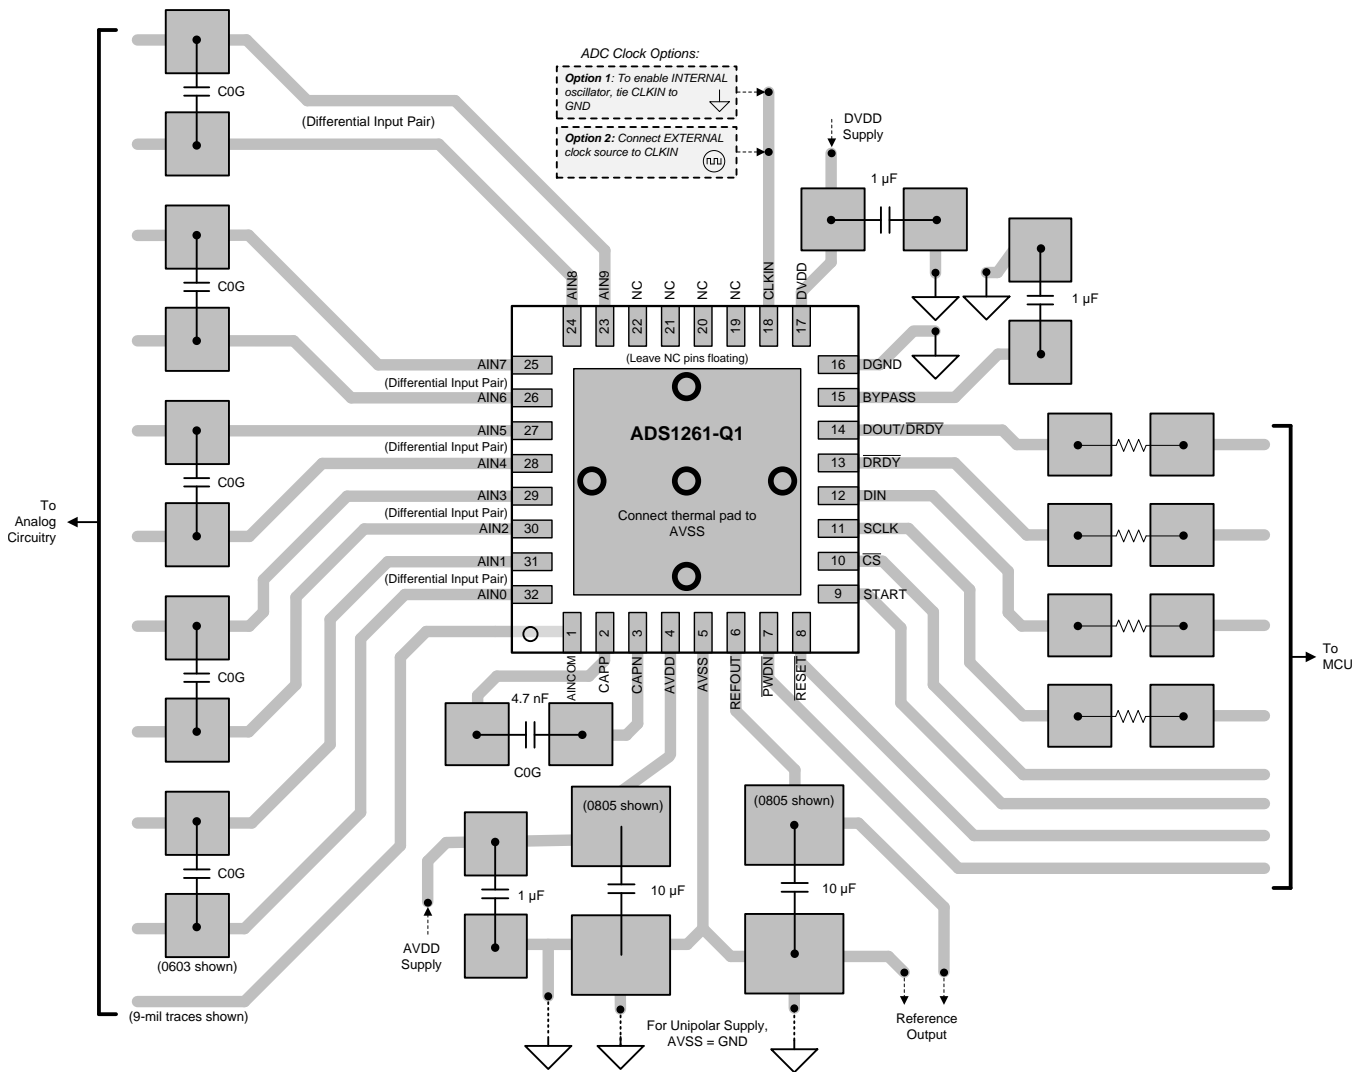 ADC Clock Options:
Option 1: To enable INTERNAL
oscillator, tie CLKIN to
GND
Option 2: Connect EXTERNAL
clock source to CLKIN
DVDD
Supply
1 µF
1 µF
C0G
(Differential Input Pair)
C0G
C0G
C0G
C0G
(0603 shown)
(9-mil traces shown)
To
Analog
Circuitry
AIN8
AIN9
NC
NC
NC
NC
CLKIN
DVDD
24
23
22
21
20
19
18
17
(Leave NC pins floating)
AIN7 25
(Differential Input Pair)
AIN6 26
AIN5 27
(Differential Input Pair)
AIN4 28
AIN3 29
(Differential Input Pair)
AIN2 30
AIN1 31
(Differential Input Pair)
AIN0 32
ADS1261-Q1
Connect thermal pad to
AVSS
16 DGND
15 BYPASS
14 DOUT/DRDY
13 DRDY
12 DIN
11 SCLK
10 CS
9 START
To
MCU
1
2
3
4
5
6
7
8
AINCOM
CAPP
CAPN
AVDD
AVSS
REFOUT
PWDN
RESET
4.7 nF
C0G
(0805 shown)
(0805 shown)
1 µF
10 µF
10 µF
AVDD
Supply
For Unipolar Supply,
AVSS = GND
Reference
Output